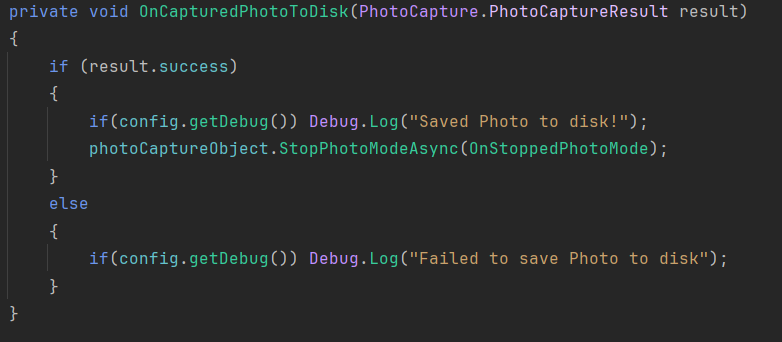 private void OnCapturedPhotoToDisk(PhotoCapture.PhotoCaptureResult result)
{
    if (result.success)
    {
        if(config.getDebug()) Debug.Log("Saved Photo to disk!");
        photoCaptureObject.StopPhotoModeAsync(OnStoppedPhotoMode);
    }
    else
    {
        if(config.getDebug()) Debug.Log("Failed to save Photo to disk");
    }
}